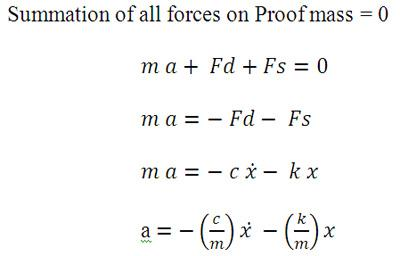 Summation of all forces on Proof mass = 0
m a + Fd + Fs = 0
m a = − Fd − Fs
m a = − c ẋ − k x
a = − (c/m) ẋ − (k/m) x